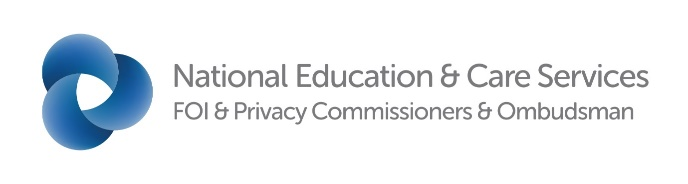 National Education & Care Services
FOI & Privacy Commissioners & Ombudsman